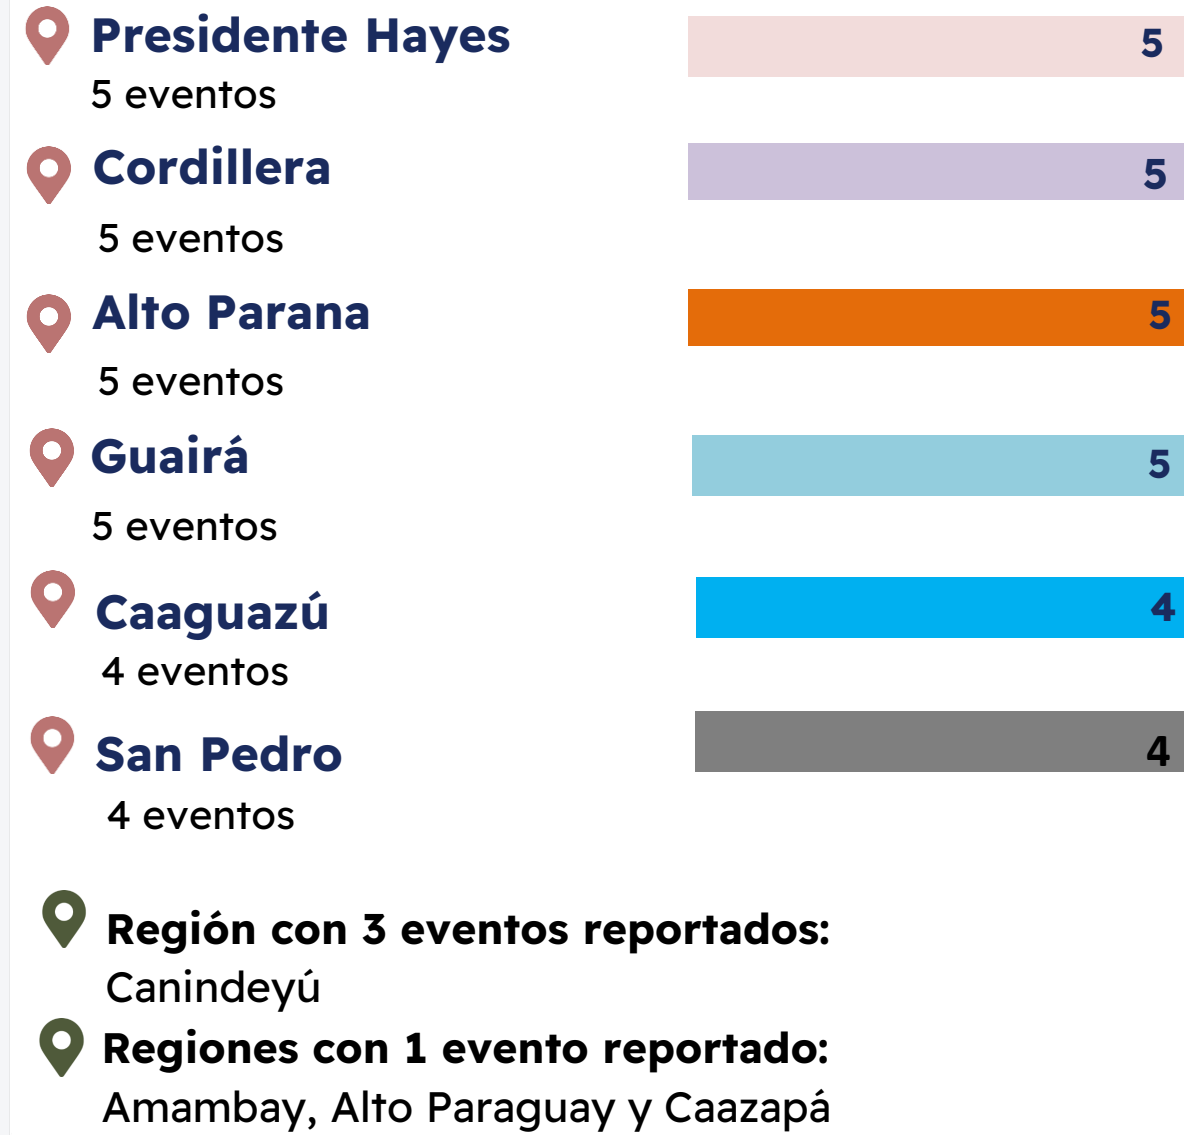 Presidente Hayes
5
5 eventos
Cordillera
5
5 eventos
Alto Parana
5
5 eventos
Guairá
5
5 eventos
Caaguazú
4
4 eventos
San Pedro
4
4 eventos
Región con 3 eventos reportados:
Canindeyú
Regiones con 1 evento reportado:
Amambay, Alto Paraguay y Caazapá